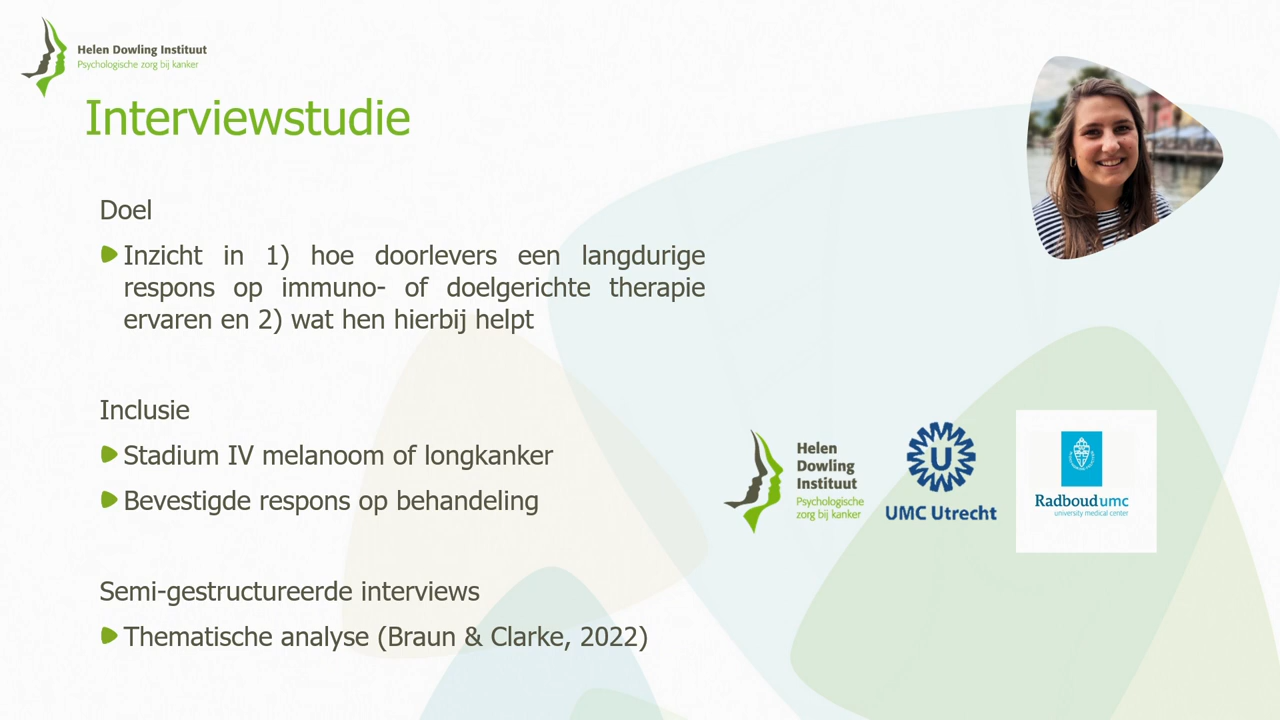 Helen Dowling Instituut
Psychologische zorg bij kanker
Interviewstudie
Doel
Inzicht in 1) hoe doorlevers een langdurige
respons op immuno- of doelgerichte therapie
ervaren en 2) wat hen hierbij helpt
Inclusie
Stadium IV melanoom of longkanker
Bevestigde respons op behandeling
Semi-gestructureerde interviews
Thematische analyse (Braun & Clarke, 2022)
Helen
Dowling
Instituut
Psychologische
zorg bij kanker
UMC Utrecht
Radboudumc
university medical center